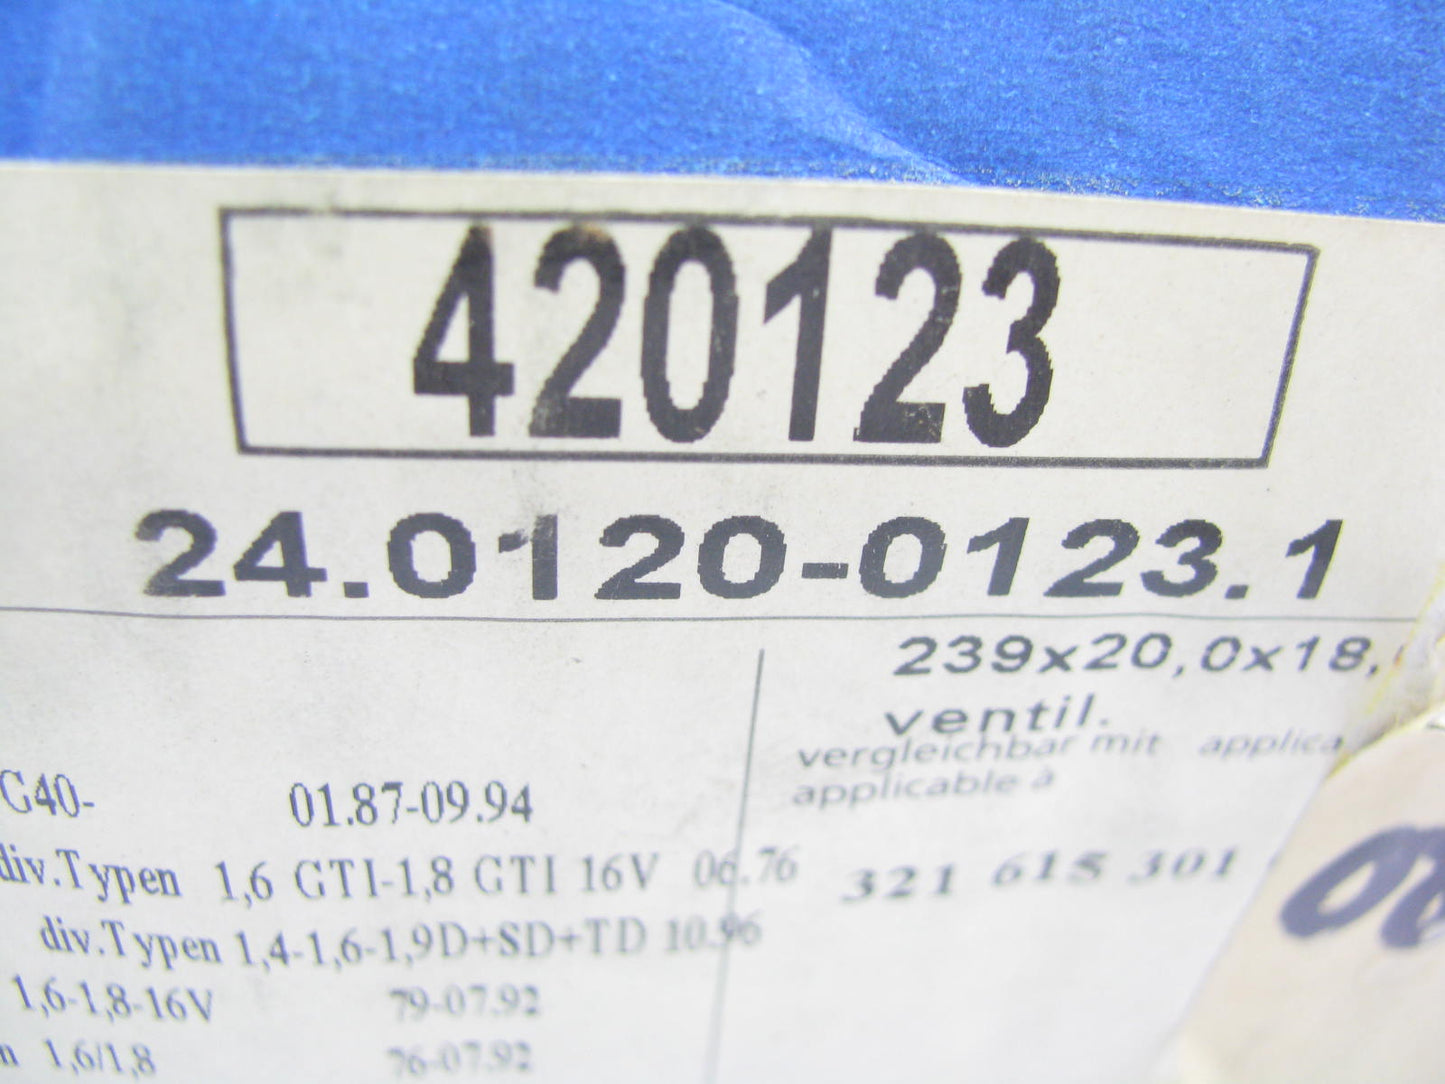 420123
24.0120-0123.1
239x20,0x18,
ventil.
vergleichbar mit applica
applicable à
321 615 301
G40- 01.87-09.94
div.Typen 1,6 GTI-1,8 GTI 16V 06.76
div.Typen 1,4-1,6-1,9D+SD+TD 10.96
1,6-1,8-16V 79-07.92
n 1,6/1,8 76-07.92